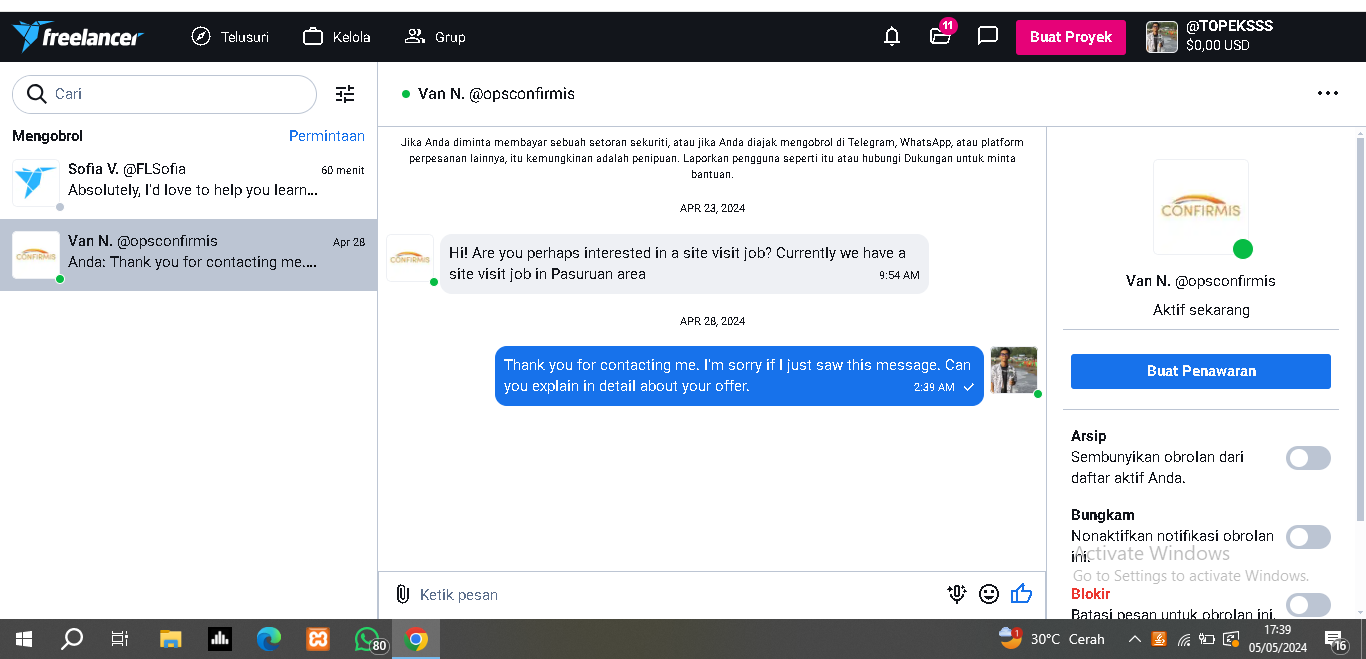 freelancer
Telusuri
Kelola
Grup
11
Buat Proyek
@TOPEKSSS
$0,00 USD
Cari
Mengobrol
Permintaan
Sofia V. @FLSofia
60 menit
Absolutely, I'd love to help you learn...
CONFIRMIS
Van N. @opsconfirmis
Apr 28
Anda: Thank you for contacting me....
Van N. @opsconfirmis
Jika Anda diminta membayar sebuah setoran sekuriti, atau jika Anda diajak mengobrol di Telegram, WhatsApp, atau platform
perpesanan lainnya, itu kemungkinan adalah penipuan. Laporkan pengguna seperti itu atau hubungi Dukungan untuk minta
bantuan.
APR 23, 2024
CONFIRMIS
Hi! Are you perhaps interested in a site visit job? Currently we have a
site visit job in Pasuruan area
9:54 AM
APR 28, 2024
Thank you for contacting me. I'm sorry if I just saw this message. Can
you explain in detail about your offer.
2:39 AM
Ketik pesan
CONFIRMIS
Van N. @opsconfirmis
Aktif sekarang
Buat Penawaran
Arsip
Sembunyikan obrolan dari
daftar aktif Anda.
Bungkam
Nonaktifkan notifikasi obrolan
ini.
Activate Windows
Go to Settings to activate Windows.
Blokir
Batasi pesan untuk obrolan ini.
80
1
30°C Cerah
17:39
05/05/2024
16